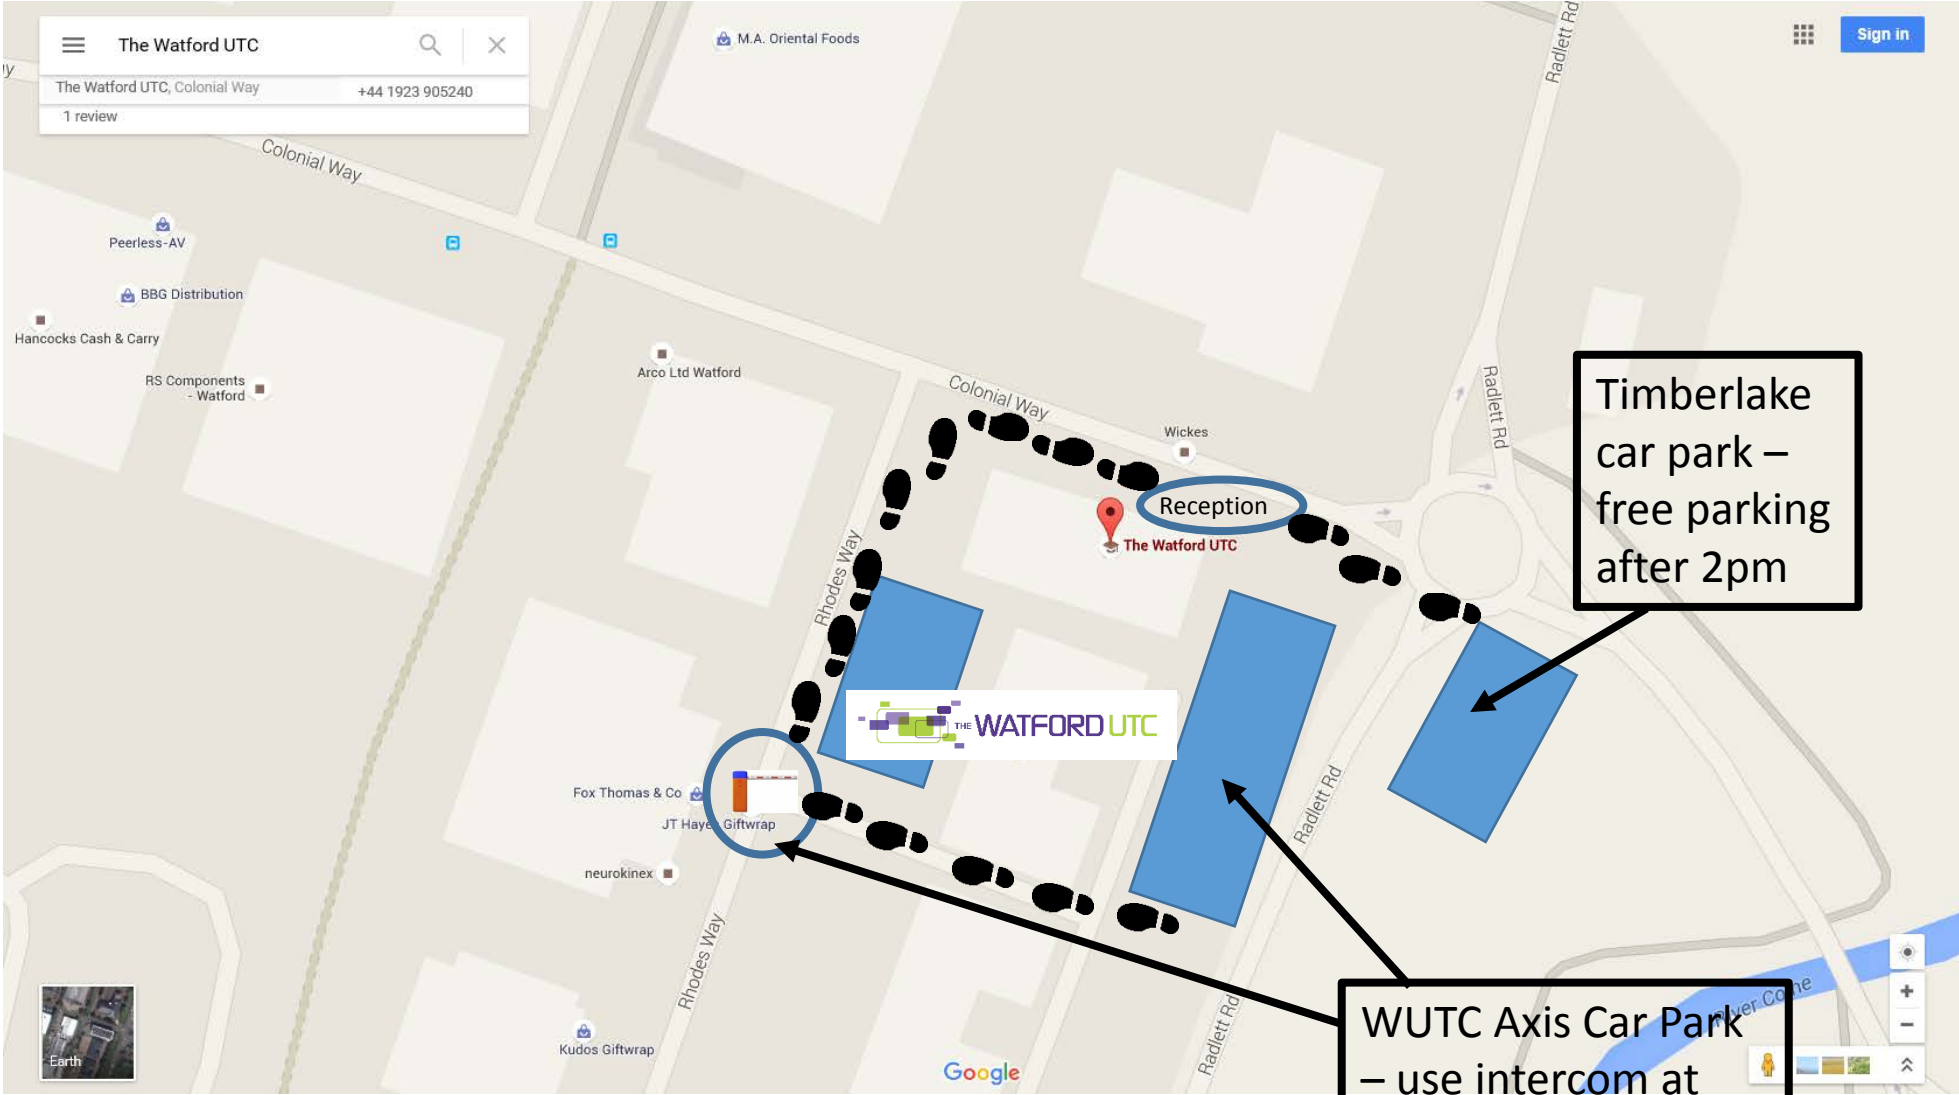 The Watford UTC
The Watford UTC, Colonial Way
+44 1923 905240
1 review
M.A. Oriental Foods
Radlett Rd
Sign in
Colonial Way
Peerless-AV
BBG Distribution
Hancocks Cash & Carry
RS Components
- Watford
Arco Ltd Watford
Colonial Way
Wickes
Radlett Rd
Timberlake
car park –
free parking
after 2pm
Reception
The Watford UTC
Rhodes Way
THE WATFORD UTC
Fox Thomas & Co
JT Hayes Giftwrap
Radlett Rd
neurokinex
Rhodes Way
Kudos Giftwrap
Radlett Rd
River Colne
WUTC Axis Car Park
– use intercom at
Earth
Google